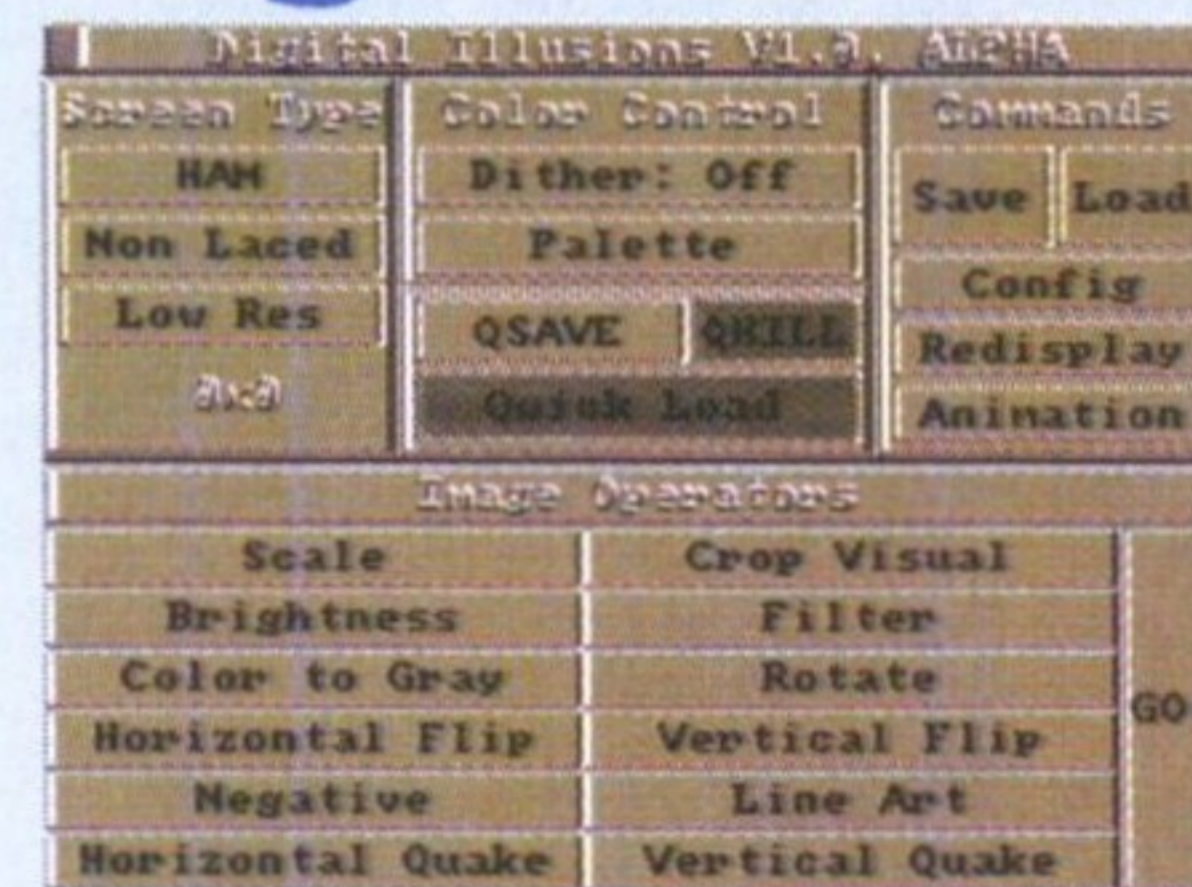 Digital Illusions V1.0. ALPHA
Screen Type
HAM
Non Laced
Low Res
0x0
Color Control
Dither: Off
Palette
QSAVE QKILL
Quick Load
Commands
Save Load
Config
Redisplay
Animation
Image Operators
Scale Crop Visual
Brightness Filter
Color to Gray Rotate
Horizontal Flip Vertical Flip
Negative Line Art
Horizontal Quake Vertical Quake
GO